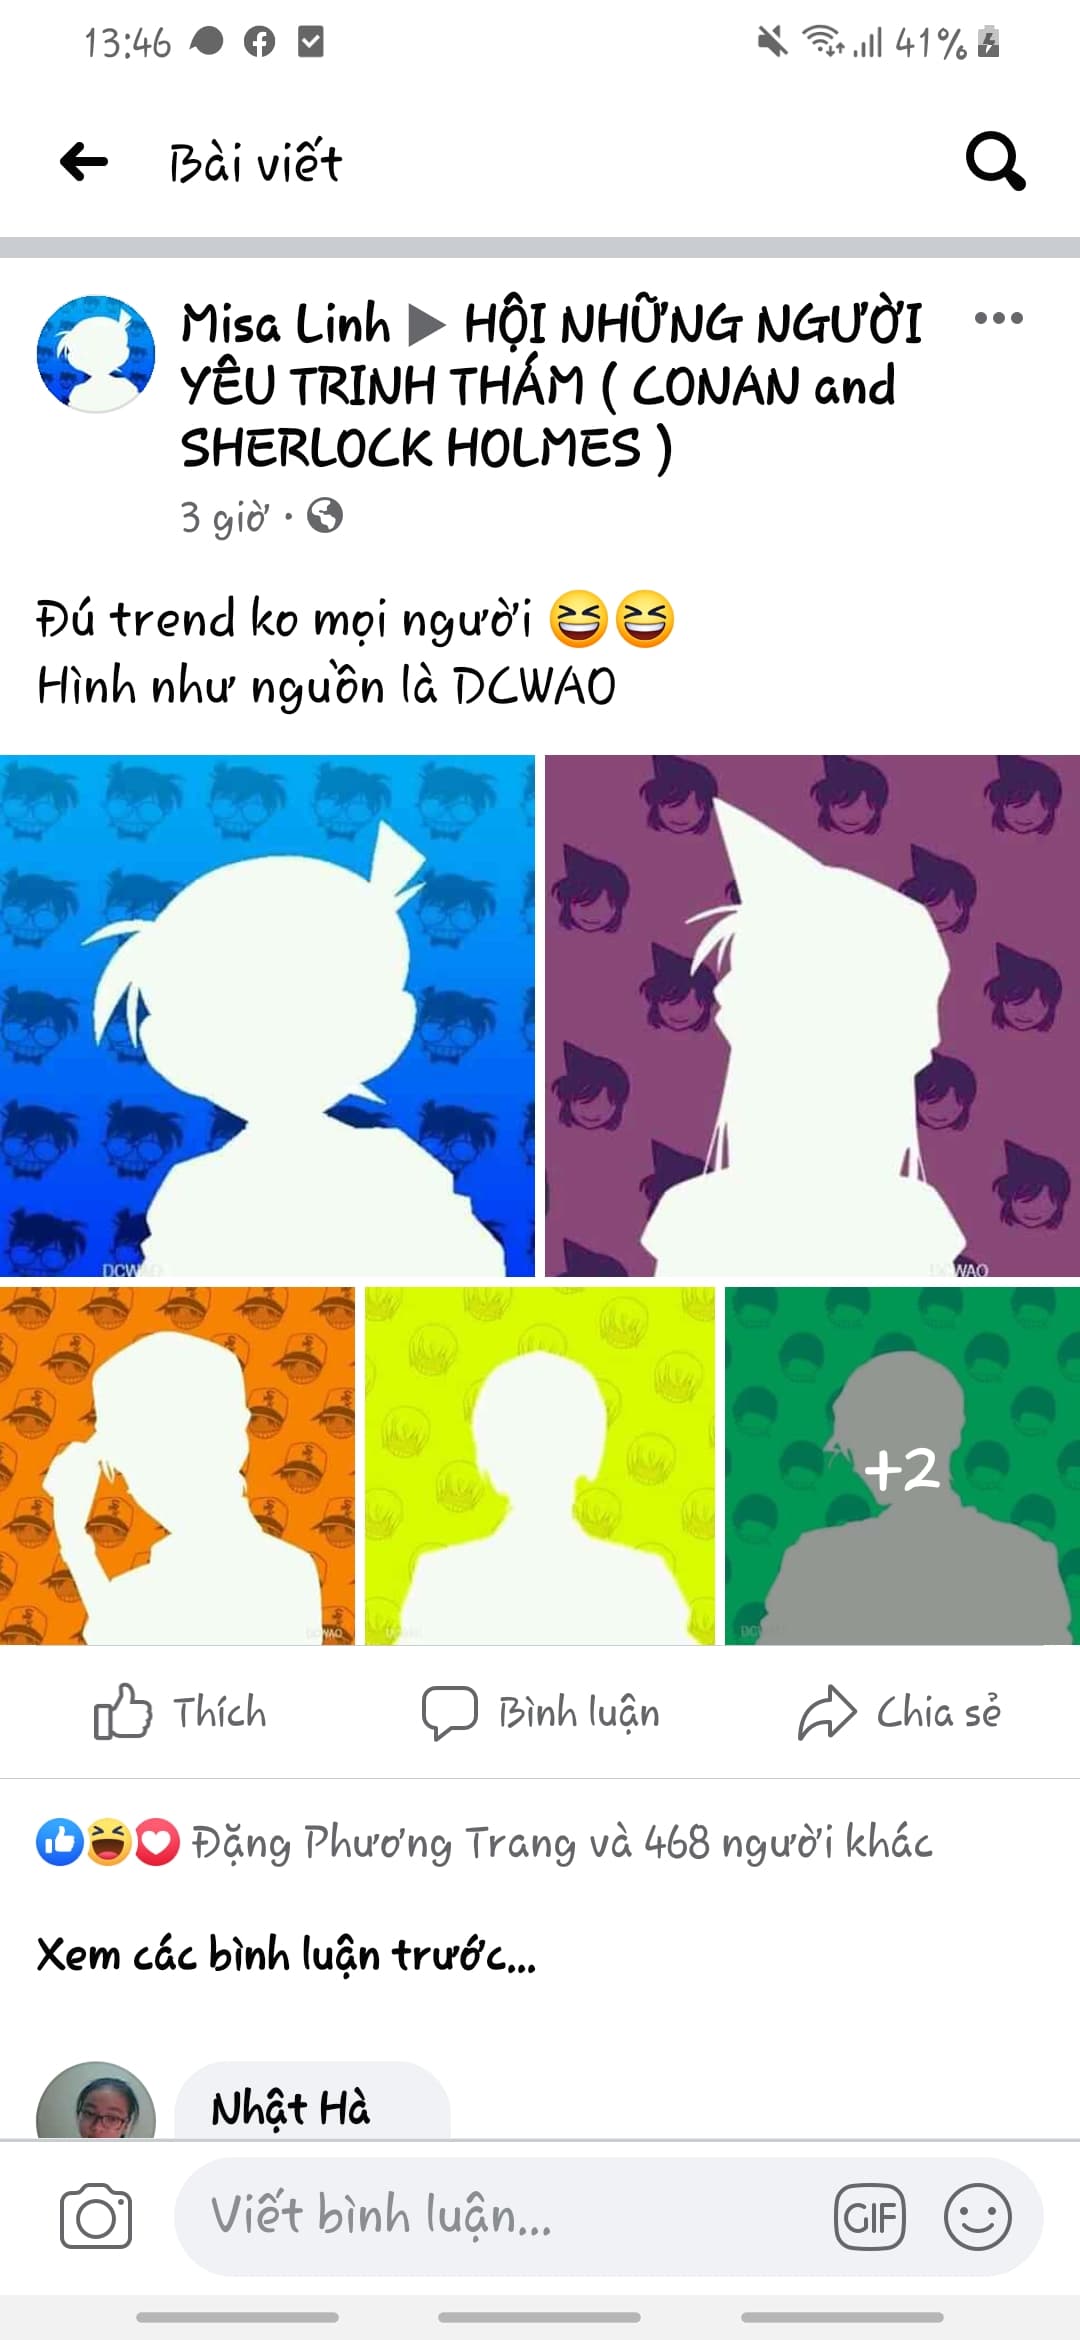 13:46
41%
Bài viết
Misa Linh ▶ HỘI NHỮNG NGƯỜI
YÊU TRINH THÁM ( CONAN and
SHERLOCK HOLMES )
3 giờ ·
Đú trend ko mọi người 😆😆
Hình như nguồn là DCWAO
DCWAO
DCWAO
DCWAO
+2
Thích
Bình luận
Chia sẻ
Đặng Phương Trang và 468 người khác
Xem các bình luận trước...
Nhật Hà
Viết bình luận...
GIF